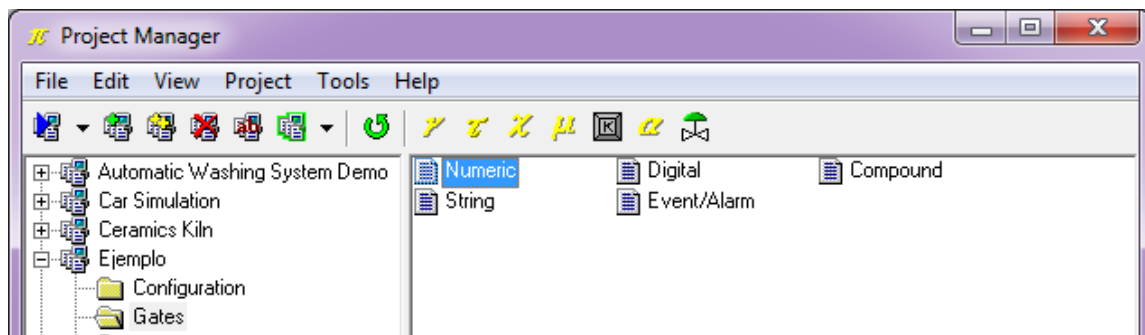 Project Manager
File Edit View Project Tools Help
γ τ χ μ K α
Automatic Washing System Demo
Car Simulation
Ceramics Kiln
Ejemplo
Configuration
Gates
Numeric Digital Compound
String Event/Alarm